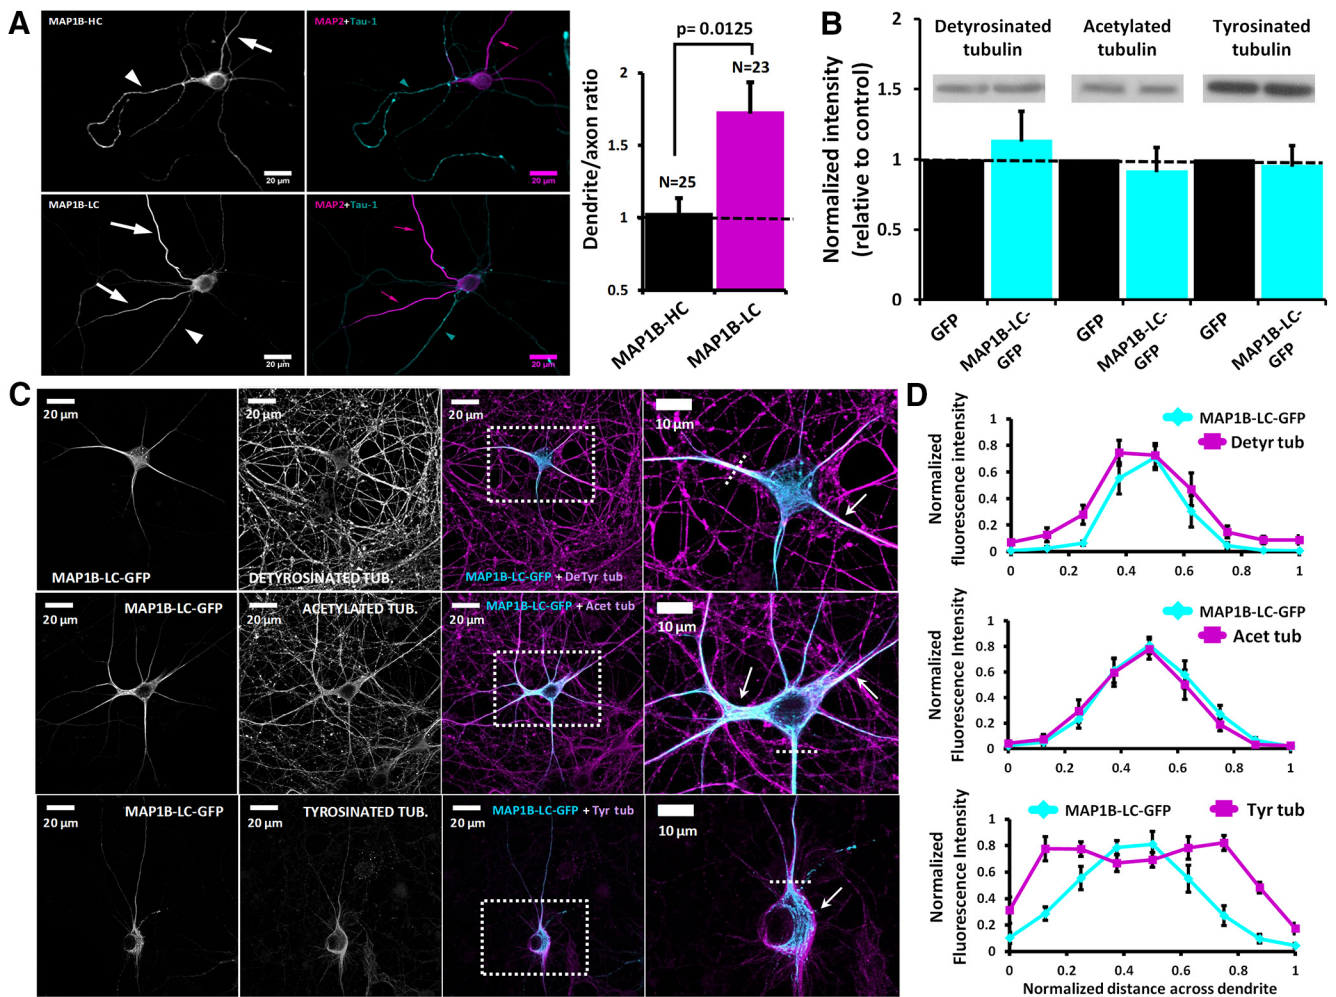 A
MAP1B-HC
MAP2+Tau-1
20 µm
20 µm
MAP1B-LC
MAP2+Tau-1
20 µm
20 µm
p= 0.0125
N=23
N=25
Dendrite/axon ratio
2
1.5
1
0.5
MAP1B-HC
MAP1B-LC
B
Normalized intensity
(relative to control)
2
1.5
1
0.5
0
Detyrosinated
tubulin
Acetylated
tubulin
Tyrosinated
tubulin
GFP
MAP1B-LC-
GFP
GFP
MAP1B-LC-
GFP
GFP
MAP1B-LC-
GFP
C
20 µm
MAP1B-LC-GFP
20 µm
DETYROSINATED TUB.
20 µm
MAP1B-LC-GFP + DeTyr tub
10 µm
20 µm
MAP1B-LC-GFP
20 µm
ACETYLATED TUB.
20 µm
MAP1B-LC-GFP + Acet tub
10 µm
20 µm
MAP1B-LC-GFP
20 µm
TYROSINATED TUB.
20 µm
MAP1B-LC-GFP + Tyr tub
10 µm
D
Normalized
fluorescence intensity
MAP1B-LC-GFP
Detyr tub
1
0.8
0.6
0.4
0.2
0
0 0.2 0.4 0.6 0.8 1
Normalized
Fluorescence Intensity
MAP1B-LC-GFP
Acet tub
1
0.8
0.6
0.4
0.2
0
0 0.2 0.4 0.6 0.8 1
Normalized
Fluorescence Intensity
MAP1B-LC-GFP
Tyr tub
1
0.8
0.6
0.4
0.2
0
0 0.2 0.4 0.6 0.8 1
Normalized distance across dendrite